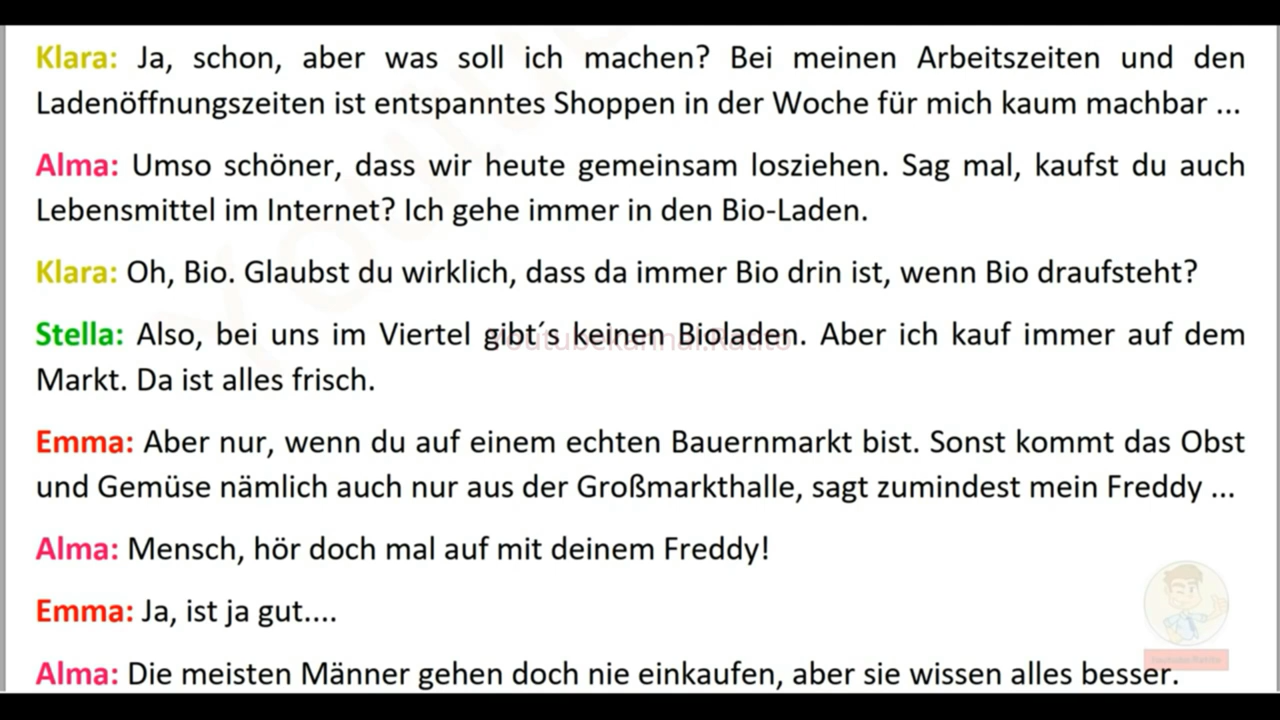 Klara: Ja, schon, aber was soll ich machen? Bei meinen Arbeitszeiten und den
Ladenöffnungszeiten ist entspanntes Shoppen in der Woche für mich kaum machbar ...
Alma: Umso schöner, dass wir heute gemeinsam losziehen. Sag mal, kaufst du auch
Lebensmittel im Internet? Ich gehe immer in den Bio-Laden.
Klara: Oh, Bio. Glaubst du wirklich, dass da immer Bio drin ist, wenn Bio draufsteht?
Stella: Also, bei uns im Viertel gibt´s keinen Bioladen. Aber ich kauf immer auf dem
Markt. Da ist alles frisch.
Emma: Aber nur, wenn du auf einem echten Bauernmarkt bist. Sonst kommt das Obst
und Gemüse nämlich auch nur aus der Großmarkthalle, sagt zumindest mein Freddy ...
Alma: Mensch, hör doch mal auf mit deinem Freddy!
Emma: Ja, ist ja gut....
Alma: Die meisten Männer gehen doch nie einkaufen, aber sie wissen alles besser.